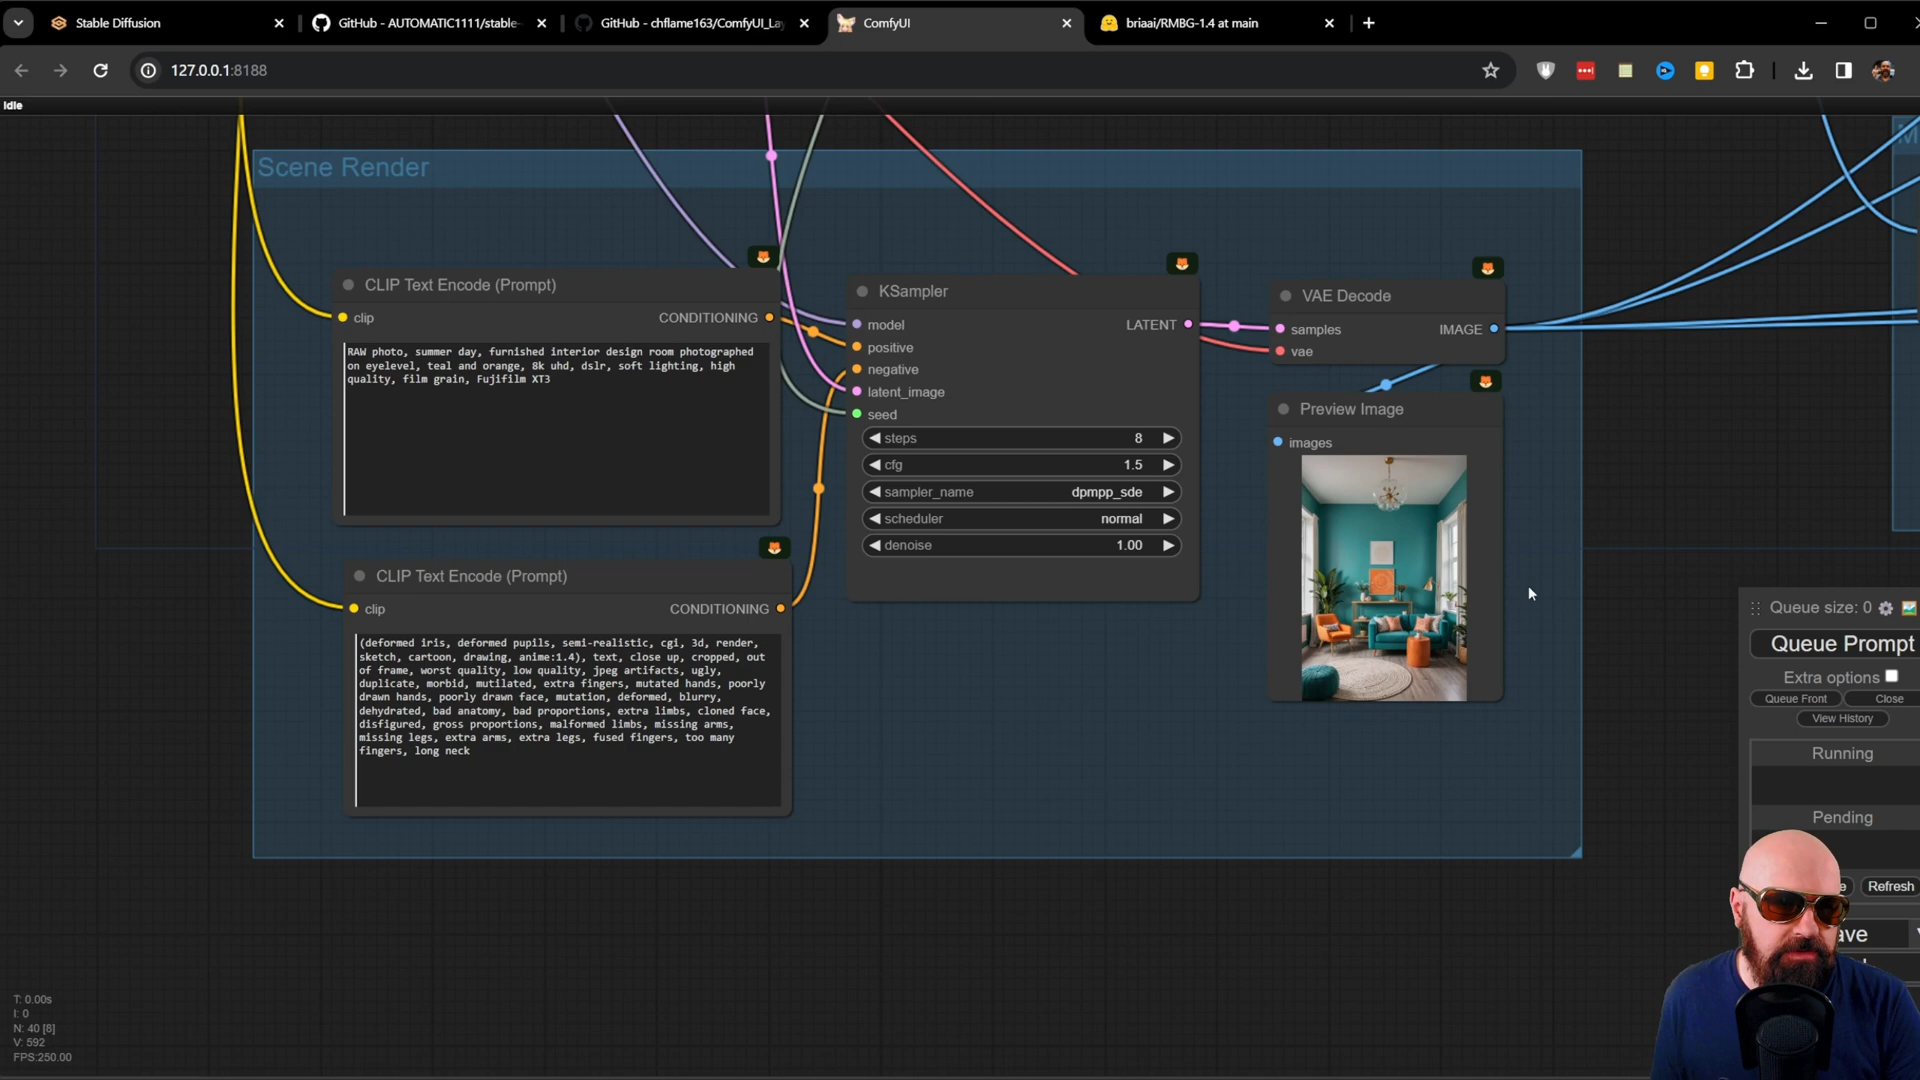 Stable Diffusion
GitHub - AUTOMATIC1111/stable-
GitHub - chflame163/ComfyUI_Lay
ComfyUI
briaai/RMBG-1.4 at main
127.0.0.1:8188
Idle
Scene Render
CLIP Text Encode (Prompt)
clip
CONDITIONING
RAW photo, summer day, furnished interior design room photographed
on eyelevel, teal and orange, 8k uhd, dslr, soft lighting, high
quality, film grain, Fujifilm XT3
KSampler
model
LATENT
positive
negative
latent_image
seed
steps 8
cfg 1.5
sampler_name dpmpp_sde
scheduler normal
denoise 1.00
VAE Decode
samples
IMAGE
vae
Preview Image
images
CLIP Text Encode (Prompt)
clip
CONDITIONING
(deformed iris, deformed pupils, semi-realistic, cgi, 3d, render,
sketch, cartoon, drawing, anime:1.4), text, close up, cropped, out
of frame, worst quality, low quality, jpeg artifacts, ugly,
duplicate, morbid, mutilated, extra fingers, mutated hands, poorly
drawn hands, poorly drawn face, mutation, deformed, blurry,
dehydrated, bad anatomy, bad proportions, extra limbs, cloned face,
disfigured, gross proportions, malformed limbs, missing arms,
missing legs, extra arms, extra legs, fused fingers, too many
fingers, long neck
Queue size: 0
Queue Prompt
Extra options
Queue Front
Close
View History
Running
Pending
Refresh
T: 0.00s
I: 0
N: 40 [8]
V: 592
FPS:250.00